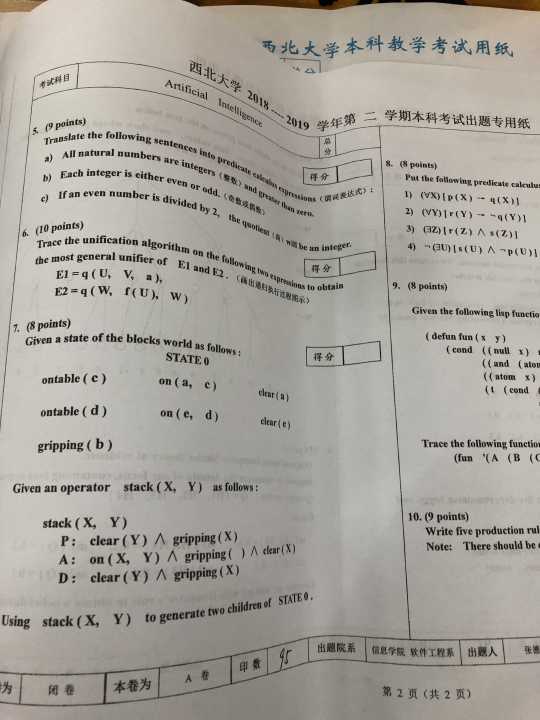 西北大学本科教学考试用纸
考试科目
西北大学 2018—2019 学年第 二 学期本科考试出题专用纸
Artificial Intelligence
总分
5. (9 points)
得分
Translate the following sentences into predicate calculus expressions (谓词表达式):
a) All natural numbers are integers (整数) and greater than zero.
b) Each integer is either even or odd. (奇数或偶数)
c) If an even number is divided by 2, the quotient (商) will be an integer.
6. (10 points)
得分
Trace the unification algorithm on the following two expressions to obtain
the most general unifier of E1 and E2. (画出递归执行过程图示)
E1 = q ( U, V, a ),
E2 = q ( W, f ( U ), W )
7. (8 points)
得分
Given a state of the blocks world as follows:
STATE 0
ontable ( c ) on ( a, c ) clear ( a )
ontable ( d ) on ( e, d ) clear ( e )
gripping ( b )
Given an operator stack ( X, Y ) as follows:
stack ( X, Y )
P: clear ( Y ) ∧ gripping ( X )
A: on ( X, Y ) ∧ gripping ( ) ∧ clear ( X )
D: clear ( Y ) ∧ gripping ( X )
Using stack ( X, Y ) to generate two children of STATE 0.
8. (8 points)
Put the following predicate calculus
1) (∀X) [ p ( X ) → q ( X ) ]
2) (∀Y) [ r ( Y ) → ¬ q ( Y ) ]
3) (∃Z) [ r ( Z ) ∧ s ( Z ) ]
4) ¬ (∃U) [ s ( U ) ∧ ¬ p ( U ) ]
9. (8 points)
Given the following lisp functio
( defun fun ( x y )
( cond ( ( null x )
( ( and ( atom
( ( atom x )
( t ( cond (
Trace the following function
(fun '( A ( B ( C
10. (9 points)
Write five production rul
Note: There should be
为 闭 卷 本卷为 A 卷 印 数 95 出题院系 信息学院 软件工程系 出题人 张德
第 2 页（共 2 页）